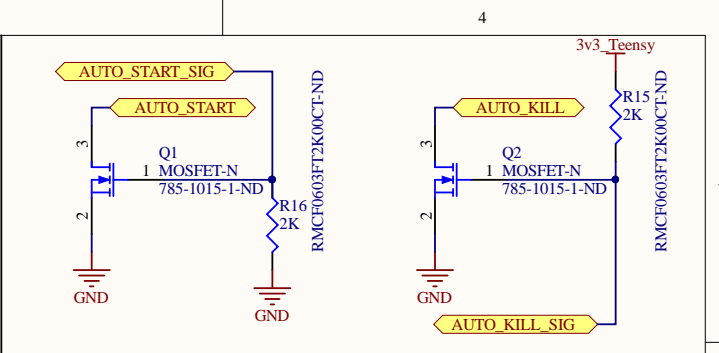 4
AUTO_START_SIG
AUTO_START
3
Q1
1 MOSFET-N
785-1015-1-ND
2
R16
2K
RMCF0603FT2K00CT-ND
GND
GND
3v3_Teensy
R15
2K
RMCF0603FT2K00CT-ND
AUTO_KILL
3
Q2
1 MOSFET-N
785-1015-1-ND
2
GND
AUTO_KILL_SIG